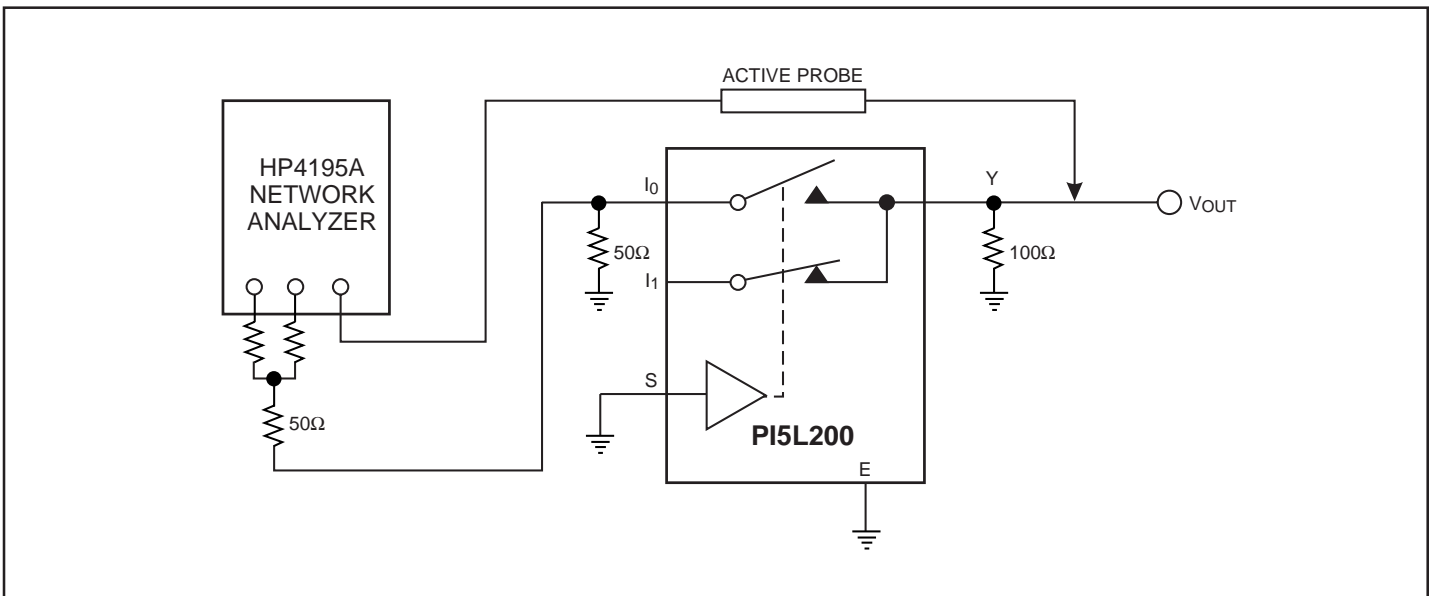 ACTIVE PROBE
HP4195A
NETWORK
ANALYZER
I0
Y
VOUT
50Ω
100Ω
I1
S
50Ω
PI5L200
E